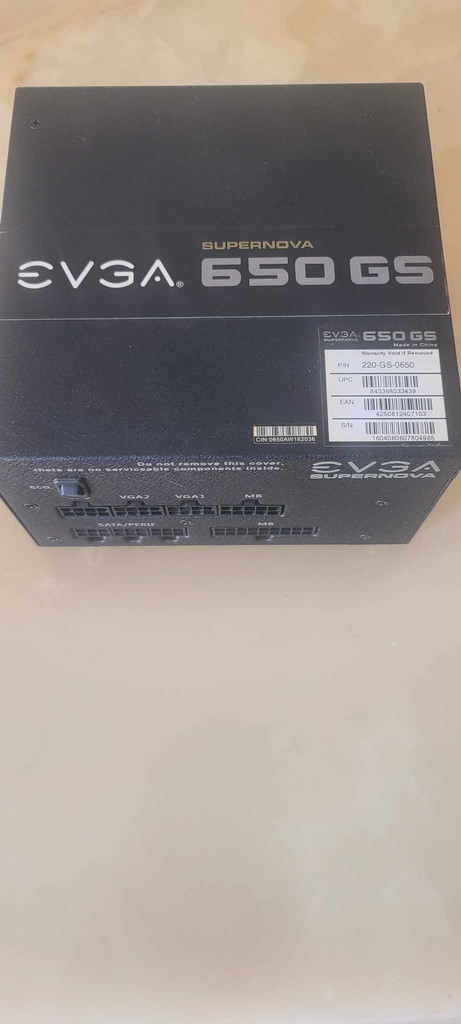 SUPERNOVA
EVGA® 650 GS
EVGA SUPERNOVA 650 GS
Made in China
Warranty Void if Removed
P/N 220-GS-0650
UPC
843368033439
EAN
4250812407153
S/N
1604060607804965
CIN:0650AW162036
Do not remove this cover,
there are no serviceable components inside.
EVGA
SUPERNOVA
ECO
VGA2 VGA1 MB
SATA/PERIF MB